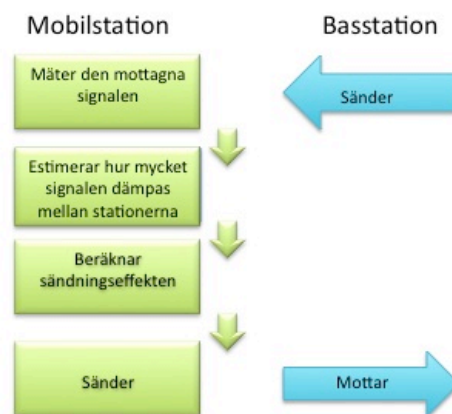 Mobilstation
Basstation
Mäter den mottagna
signalen
Sänder
Estimerar hur mycket
signalen dämpas
mellan stationerna
Beräknar
sändningseffekten
Sänder
Mottar